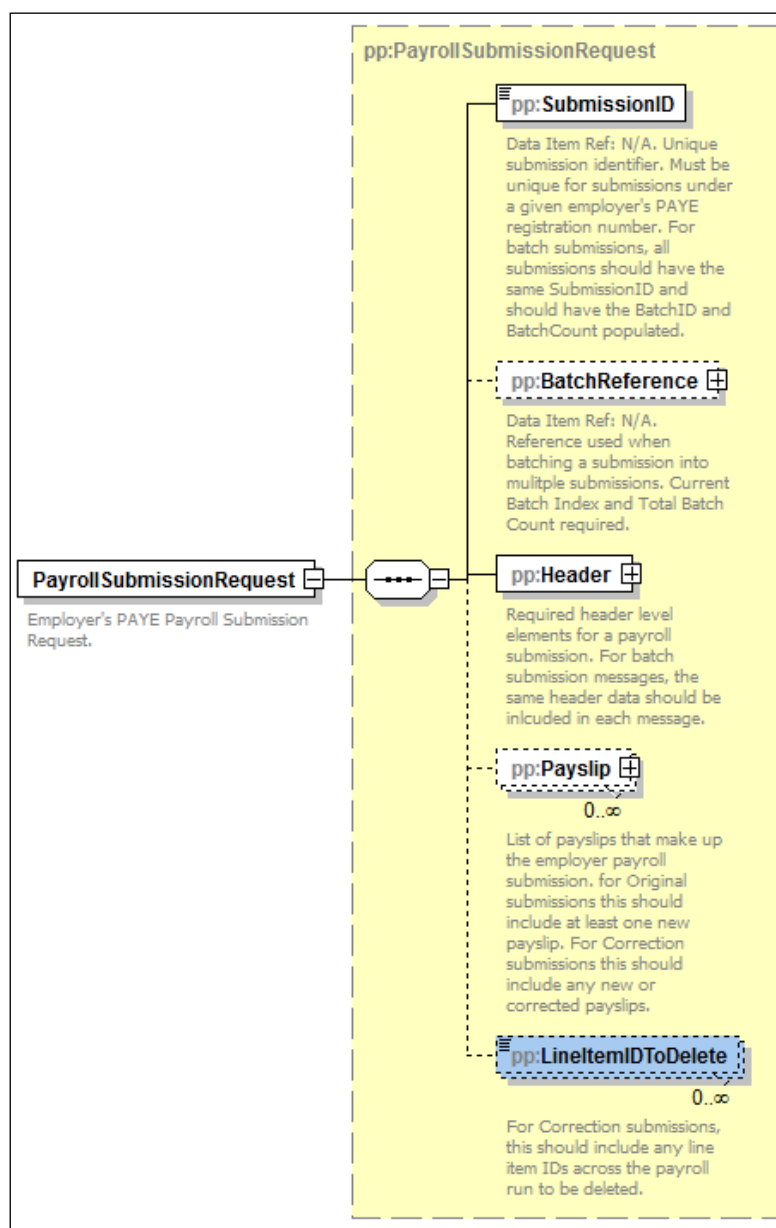 pp:PayrollSubmissionRequest
pp:SubmissionID
Data Item Ref: N/A. Unique
submission identifier. Must be
unique for submissions under
a given employer's PAYE
registration number. For
batch submissions, all
submissions should have the
same SubmissionID and
should have the BatchID and
BatchCount populated.
pp:BatchReference
Data Item Ref: N/A.
Reference used when
batching a submission into
mulitple submissions. Current
Batch Index and Total Batch
Count required.
PayrollSubmissionRequest
Employer's PAYE Payroll Submission
Request.
pp:Header
Required header level
elements for a payroll
submission. For batch
submission messages, the
same header data should be
inlcuded in each message.
pp:Payslip
0..∞
List of payslips that make up
the employer payroll
submission. for Original
submissions this should
include at least one new
payslip. For Correction
submissions this should
include any new or
corrected payslips.
pp:LineItemIDToDelete
0..∞
For Correction submissions,
this should include any line
item IDs across the payroll
run to be deleted.